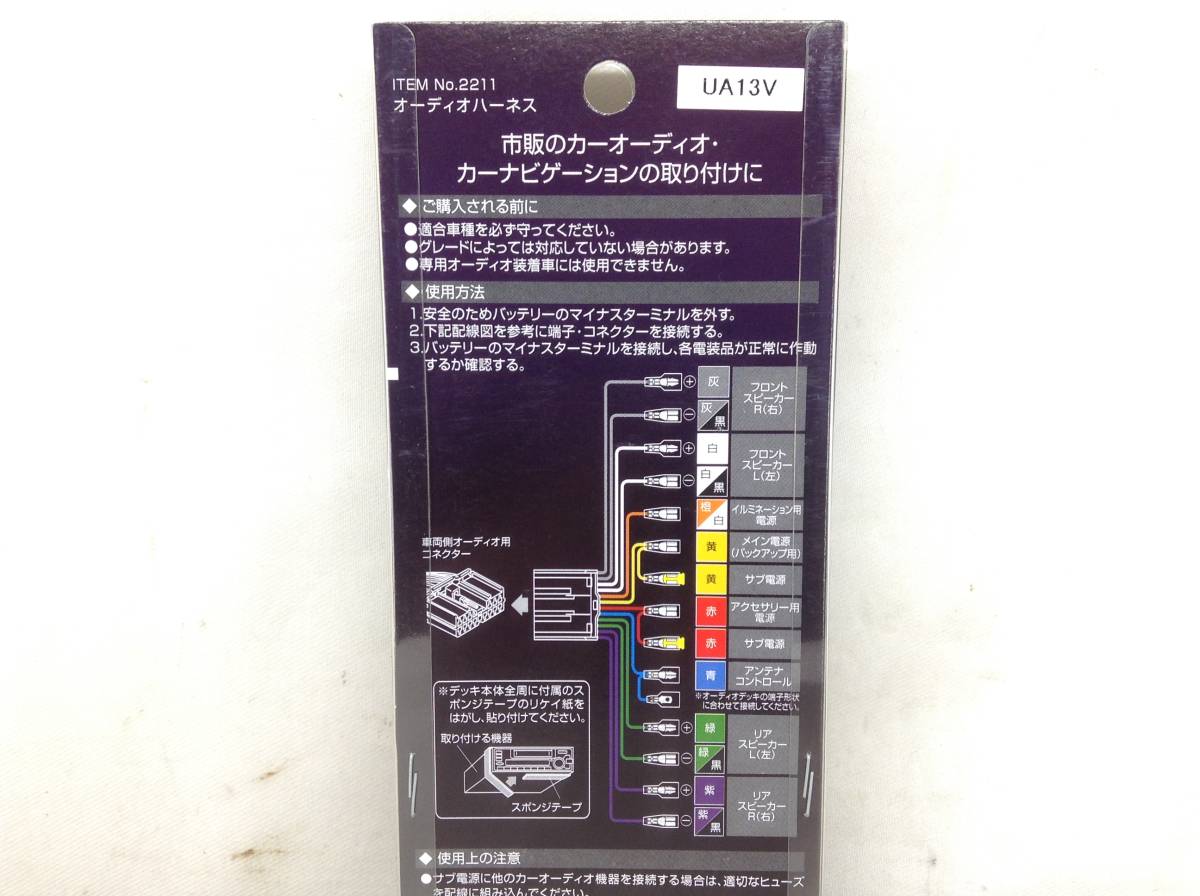 ITEM No.2211
オーディオハーネス
UA13V
市販のカーオーディオ・
カーナビゲーションの取り付けに
◆ ご購入される前に
●適合車種を必ず守ってください。
●グレードによっては対応していない場合があります。
●専用オーディオ装着車には使用できません。
◆ 使用方法
1.安全のためバッテリーのマイナスターミナルを外す。
2.下記配線図を参考に端子・コネクターを接続する。
3.バッテリーのマイナスターミナルを接続し、各電装品が正常に作動
するか確認する。
⊕ 灰
⊖ 灰 黒
フロント
スピーカー
R(右)
⊕ 白
⊖ 白 黒
フロント
スピーカー
L(左)
橙 白
イルミネーション用
電源
黄
メイン電源
(バックアップ用)
黄 サブ電源
赤
アクセサリー用
電源
赤 サブ電源
青
アンテナ
コントロール
※オーディオデッキの端子形状
に合わせて接続してください。
⊕ 緑
⊖ 緑 黒
リア
スピーカー
L(左)
⊕ 紫
⊖ 紫 黒
リア
スピーカー
R(右)
車両側オーディオ用
コネクター
※デッキ本体全周に付属のス
ポンジテープのリケイ紙を
はがし、貼り付けてください。
取り付ける機器
スポンジテープ
◆ 使用上の注意
●サブ電源に他のカーオーディオ機器を接続する場合は、適切なヒューズ
を配線に組み込んでください。